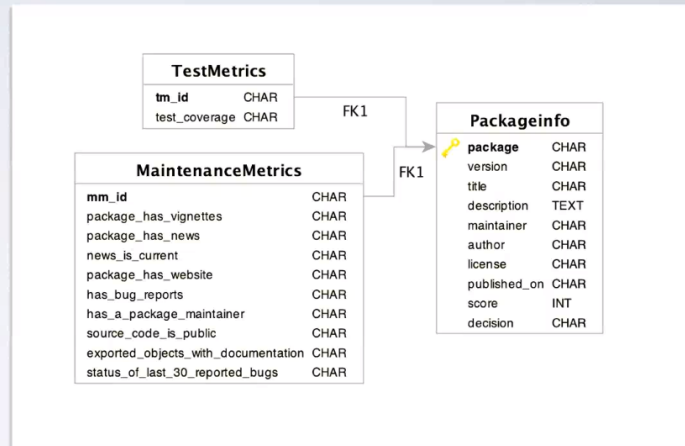 TestMetrics
tm_id CHAR
test_coverage CHAR
FK1
MaintenanceMetrics
mm_id CHAR
package_has_vignettes CHAR
package_has_news CHAR
news_is_current CHAR
package_has_website CHAR
has_bug_reports CHAR
has_a_package_maintainer CHAR
source_code_is_public CHAR
exported_objects_with_documentation CHAR
status_of_last_30_reported_bugs CHAR
FK1
Packageinfo
package CHAR
version CHAR
title CHAR
description TEXT
maintainer CHAR
author CHAR
license CHAR
published_on CHAR
score INT
decision CHAR